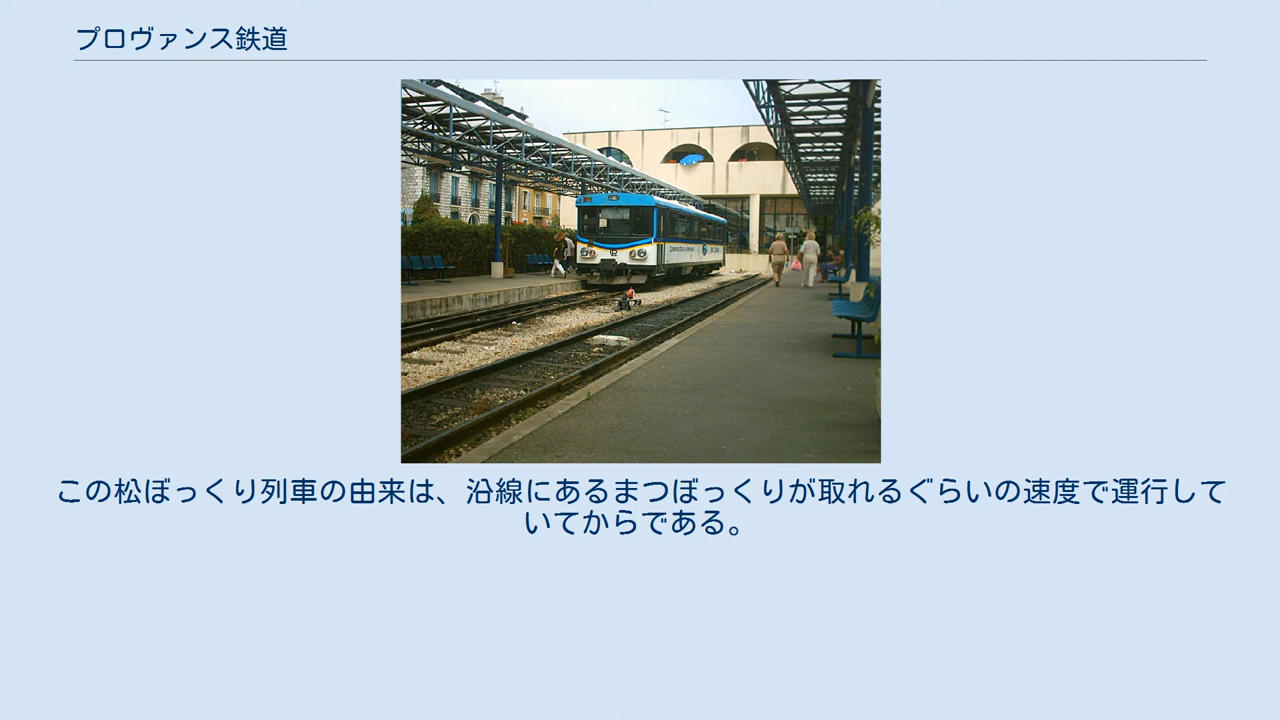 プロヴァンス鉄道
この松ぼっくり列車の由来は、沿線にあるまつぼっくりが取れるぐらいの速度で運行して
いてからである。